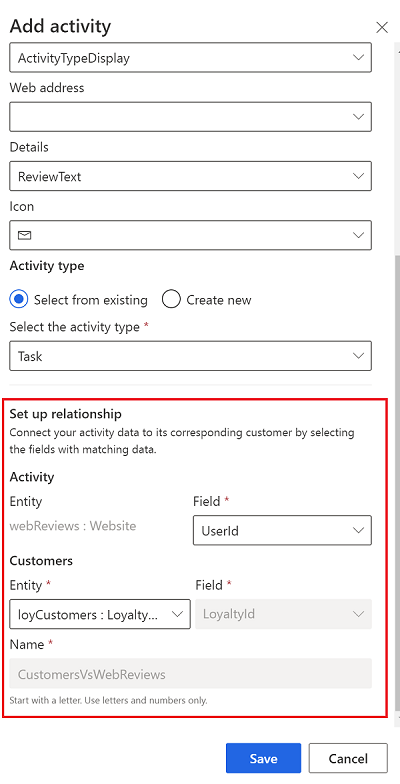 Add activity
ActivityTypeDisplay
Web address
Details
ReviewText
Icon
Activity type
Select from existing
Create new
Select the activity type *
Task
Set up relationship
Connect your activity data to its corresponding customer by selecting
the fields with matching data.
Activity
Entity
Field *
webReviews : Website
UserId
Customers
Entity *
Field *
loyCustomers : Loyalty...
LoyaltyId
Name *
CustomersVsWebReviews
Start with a letter. Use letters and numbers only.
Save
Cancel